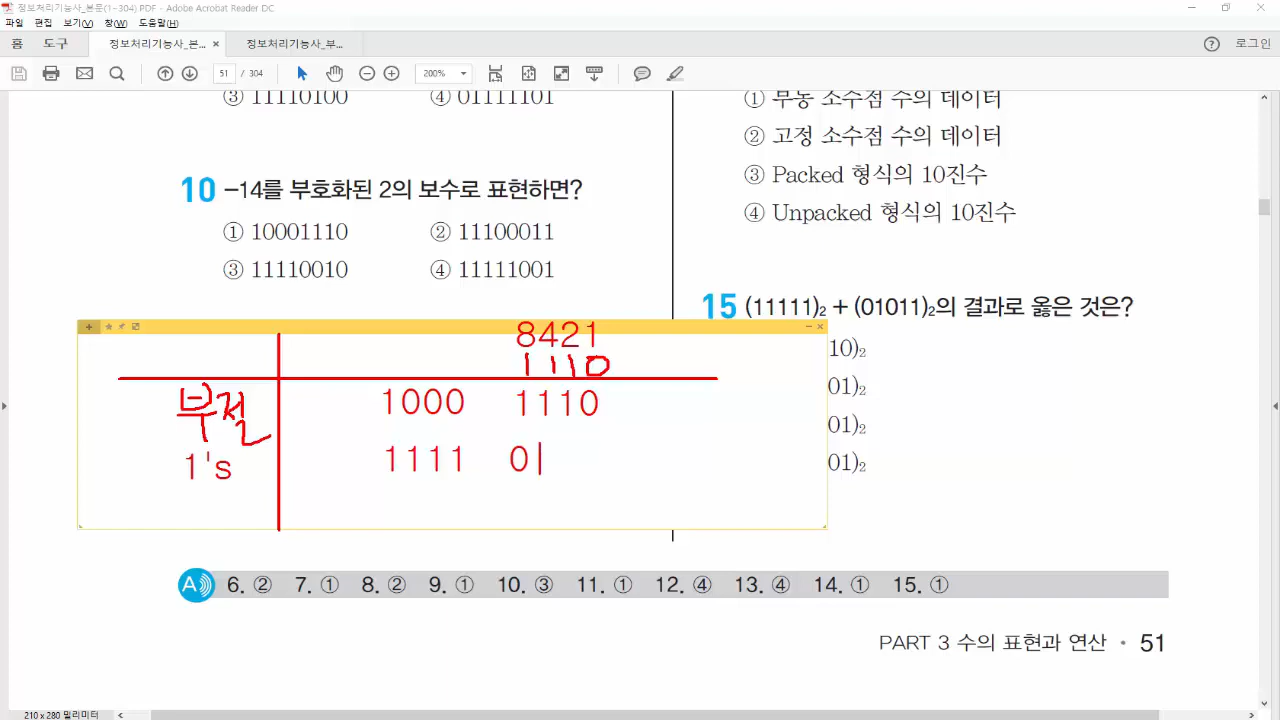 정보처리기능사_본문(1-304) PDF - Adobe Acrobat Reader DC
파일 편집 보기(V) 창(W) 도움말(H)
홈 도구 정보처리기능사_본... × 정보처리기능사_부... 로그인
51 / 304 200%
③ 11110100 ④ 01111101
10 -14를 부호화된 2의 보수로 표현하면?
① 10001110 ② 11100011
③ 11110010 ④ 11111001
8421
1110
부절 1000 1110
1's 1111 0
① 부동 소수점 수의 데이터
② 고정 소수점 수의 데이터
③ Packed 형식의 10진수
④ Unpacked 형식의 10진수
15 (11111)₂ + (01011)₂의 결과로 옳은 것은?
10)₂
01)₂
01)₂
01)₂
A 6. ② 7. ① 8. ② 9. ① 10. ③ 11. ① 12. ④ 13. ④ 14. ① 15. ①
PART 3 수의 표현과 연산 • 51
210 x 280 밀리미터